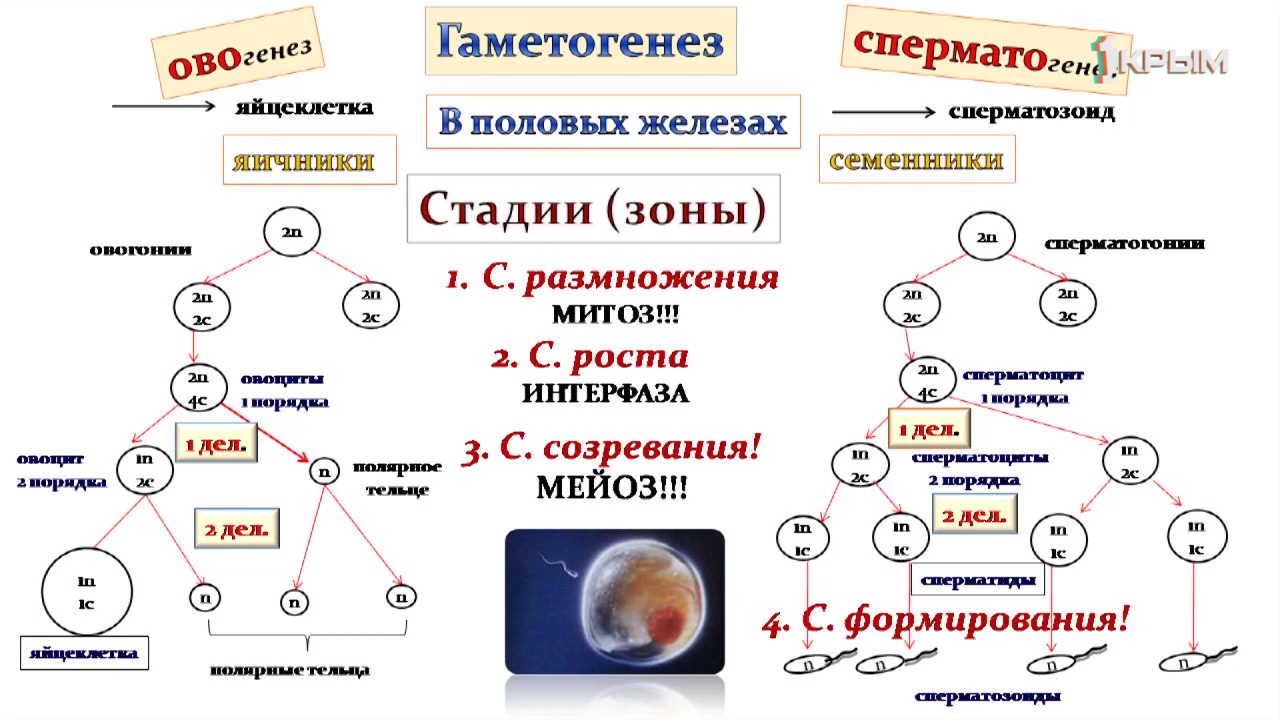 овогенез
Гаметогенез
сперматогене
1КРЫМ
яйцеклетка
В половых железах
сперматозоид
яичники
семенники
Стадии (зоны)
2n
овогонии
2n
сперматогонии
2n
2c
2n
2c
1. С. размножения
МИТОЗ!!!
2n
2c
2n
2c
2. С. роста
ИНТЕРФАЗА
2n
4c
овоциты
1 порядка
2n
4c
сперматоцит
1 порядка
1 дел.
1 дел.
3. С. созревания!
МЕЙОЗ!!!
овоцит
2 порядка
1n
2c
n
полярное
тельце
1n
2c
сперматоциты
2 порядка
1n
2c
2 дел.
2 дел.
1n
1c
1n
1c
1n
1c
1n
1c
1n
1c
n
n
n
сперматиды
4. С. формирования!
яйцеклетка
полярные тельца
n
n
n
n
сперматозоиды